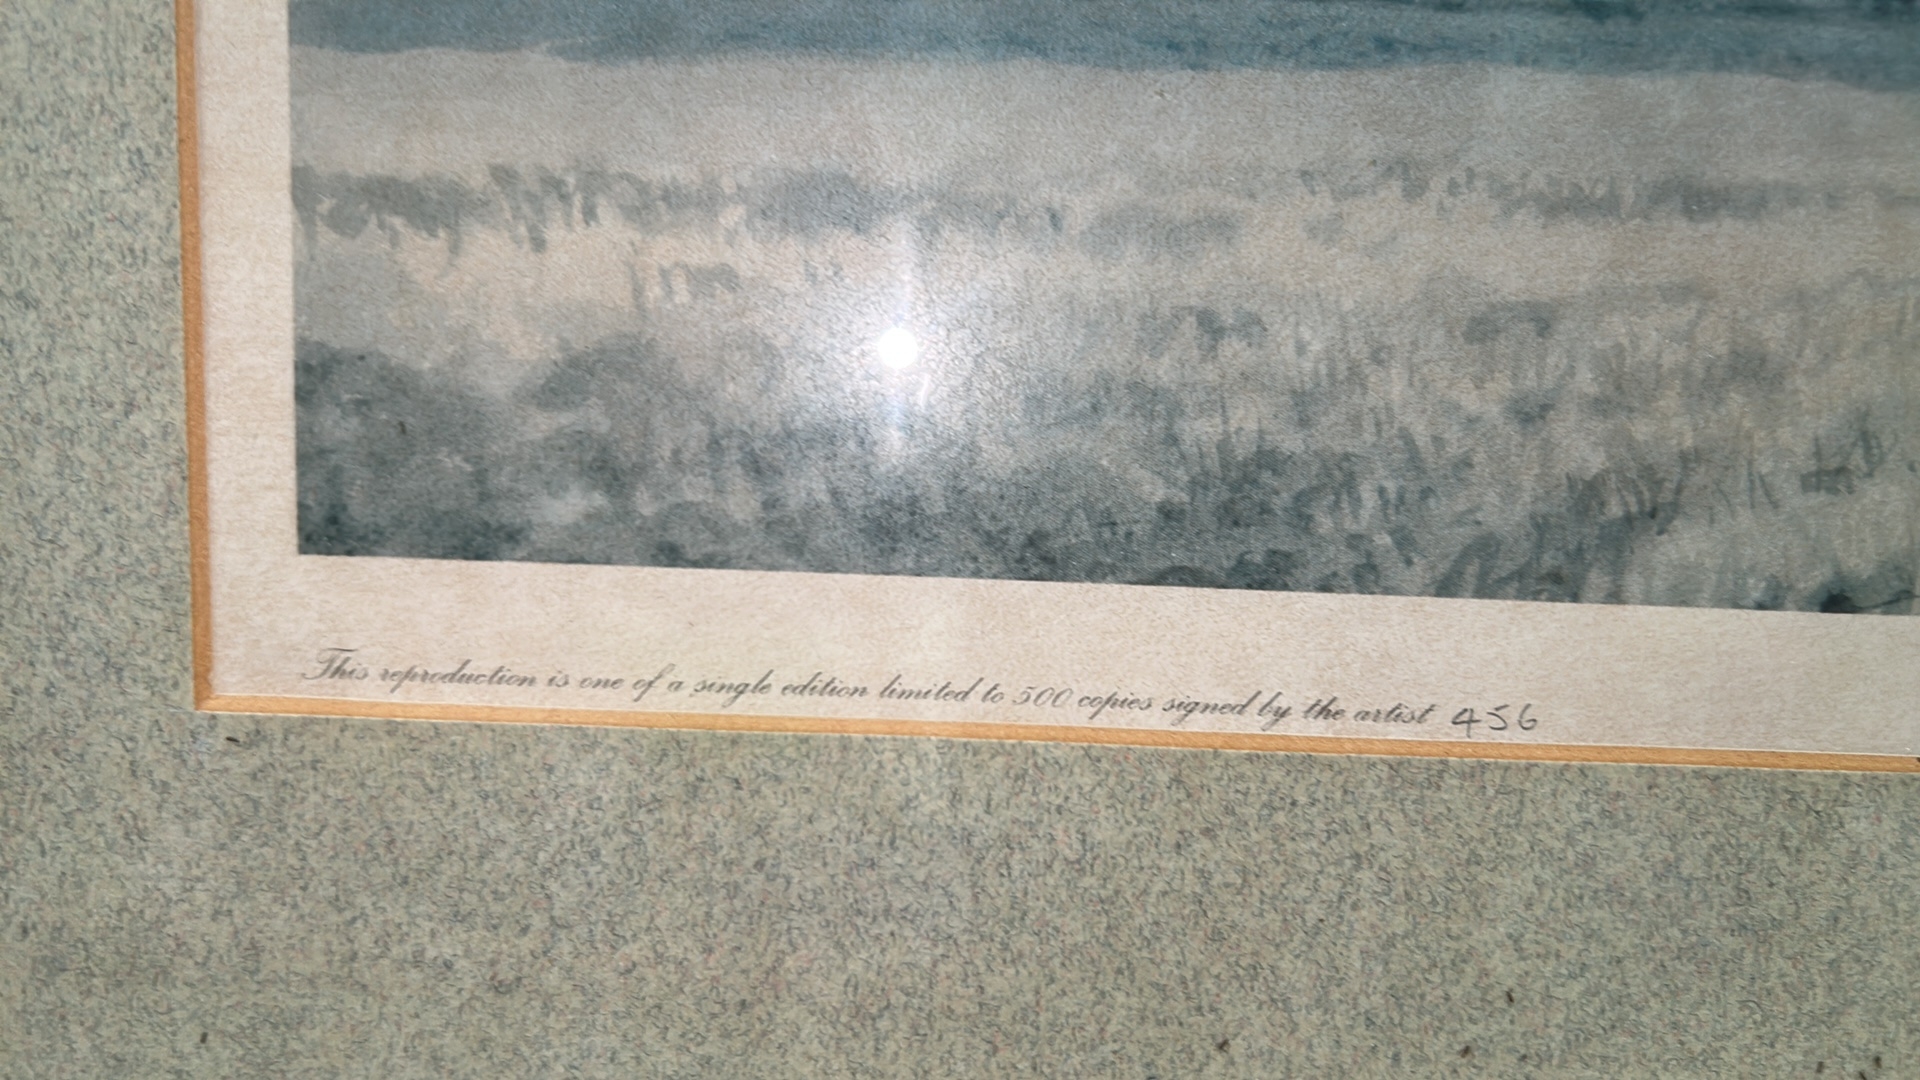 This reproduction is one of a single edition limited to 500 copies signed by the artist 456